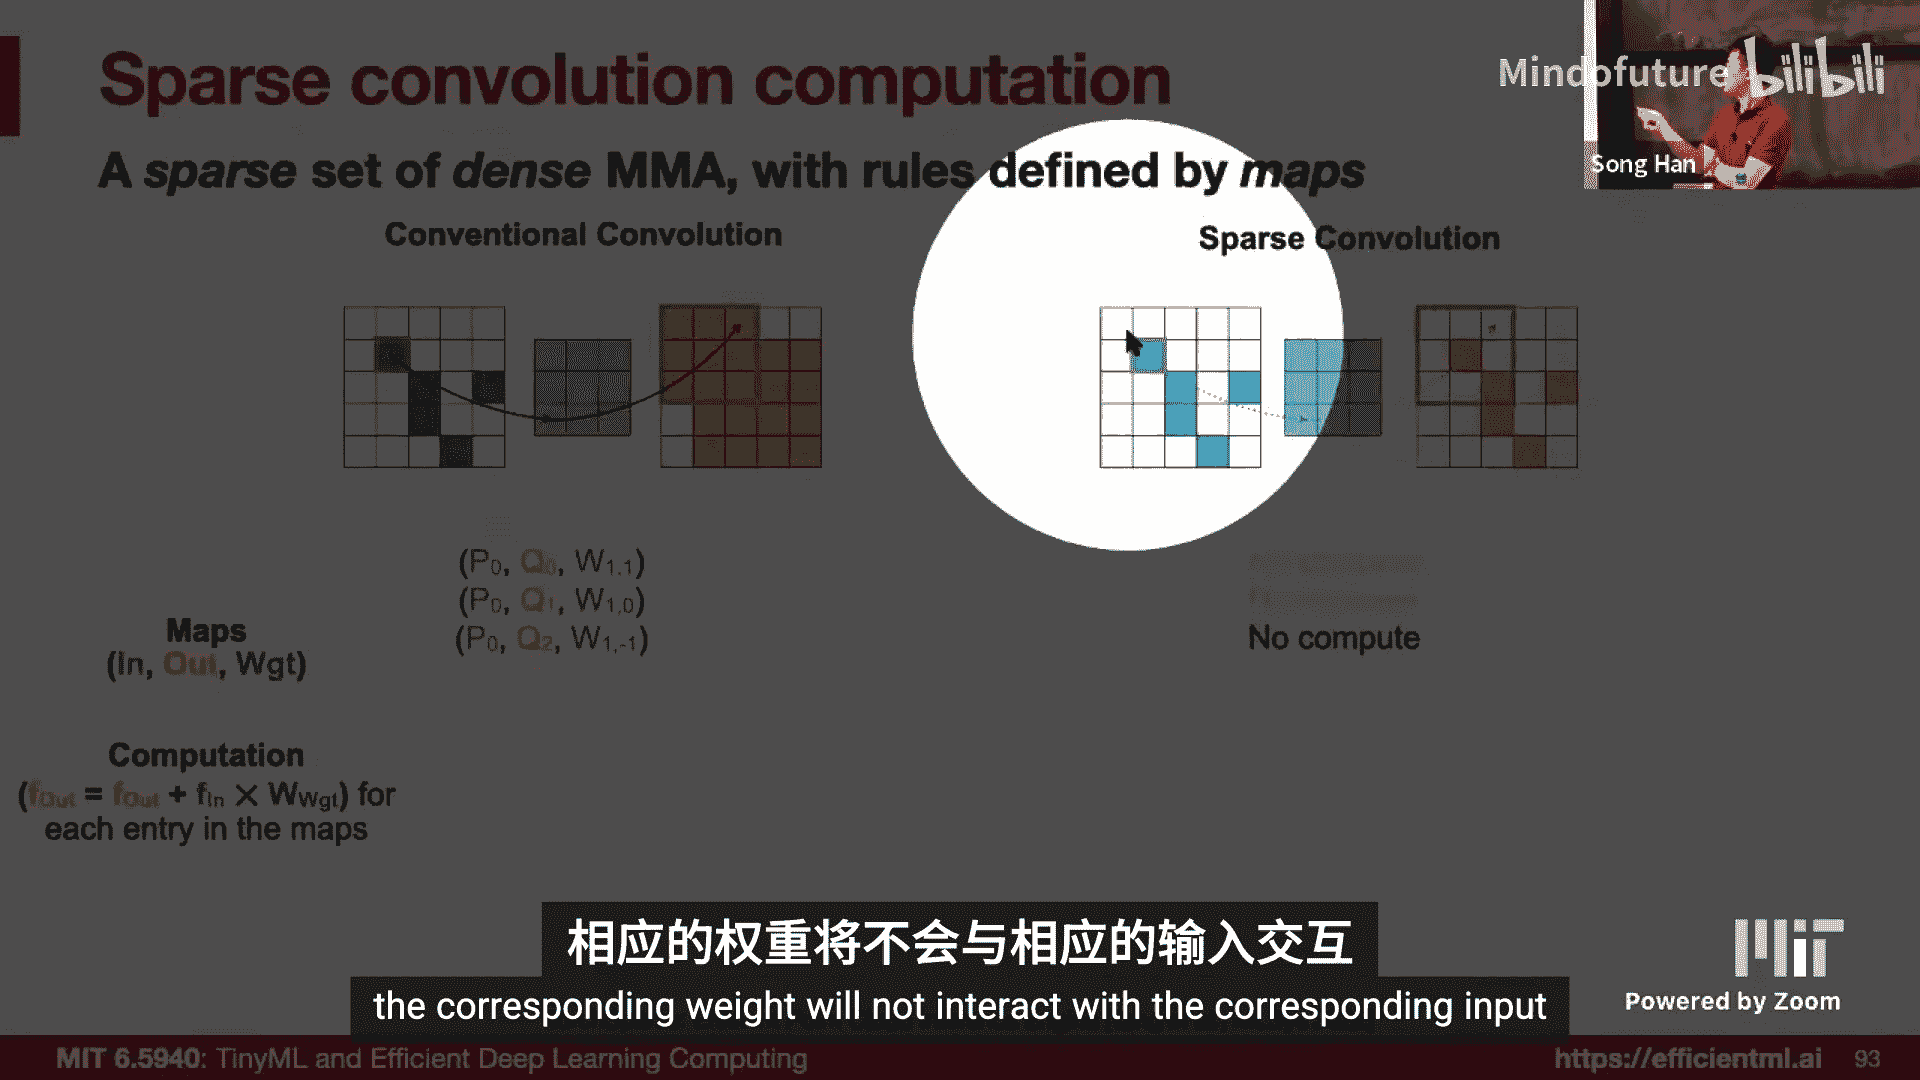 Sparse convolution computation
Mindofuture
bilibili
Song Han
A sparse set of dense MMA, with rules defined by maps
Conventional Convolution
Sparse Convolution
(P0, Q0, W1,1)
(P0, Q1, W1,0)
(P0, Q2, W1,-1)
No compute
Maps
(In, Out, Wgt)
Computation
(fOut = fOut + fIn × WWgt) for
each entry in the maps
相应的权重将不会与相应的输入交互
the corresponding weight will not interact with the corresponding input
MIT
Powered by Zoom
MIT 6.5940: TinyML and Efficient Deep Learning Computing
https://efficientml.ai
93